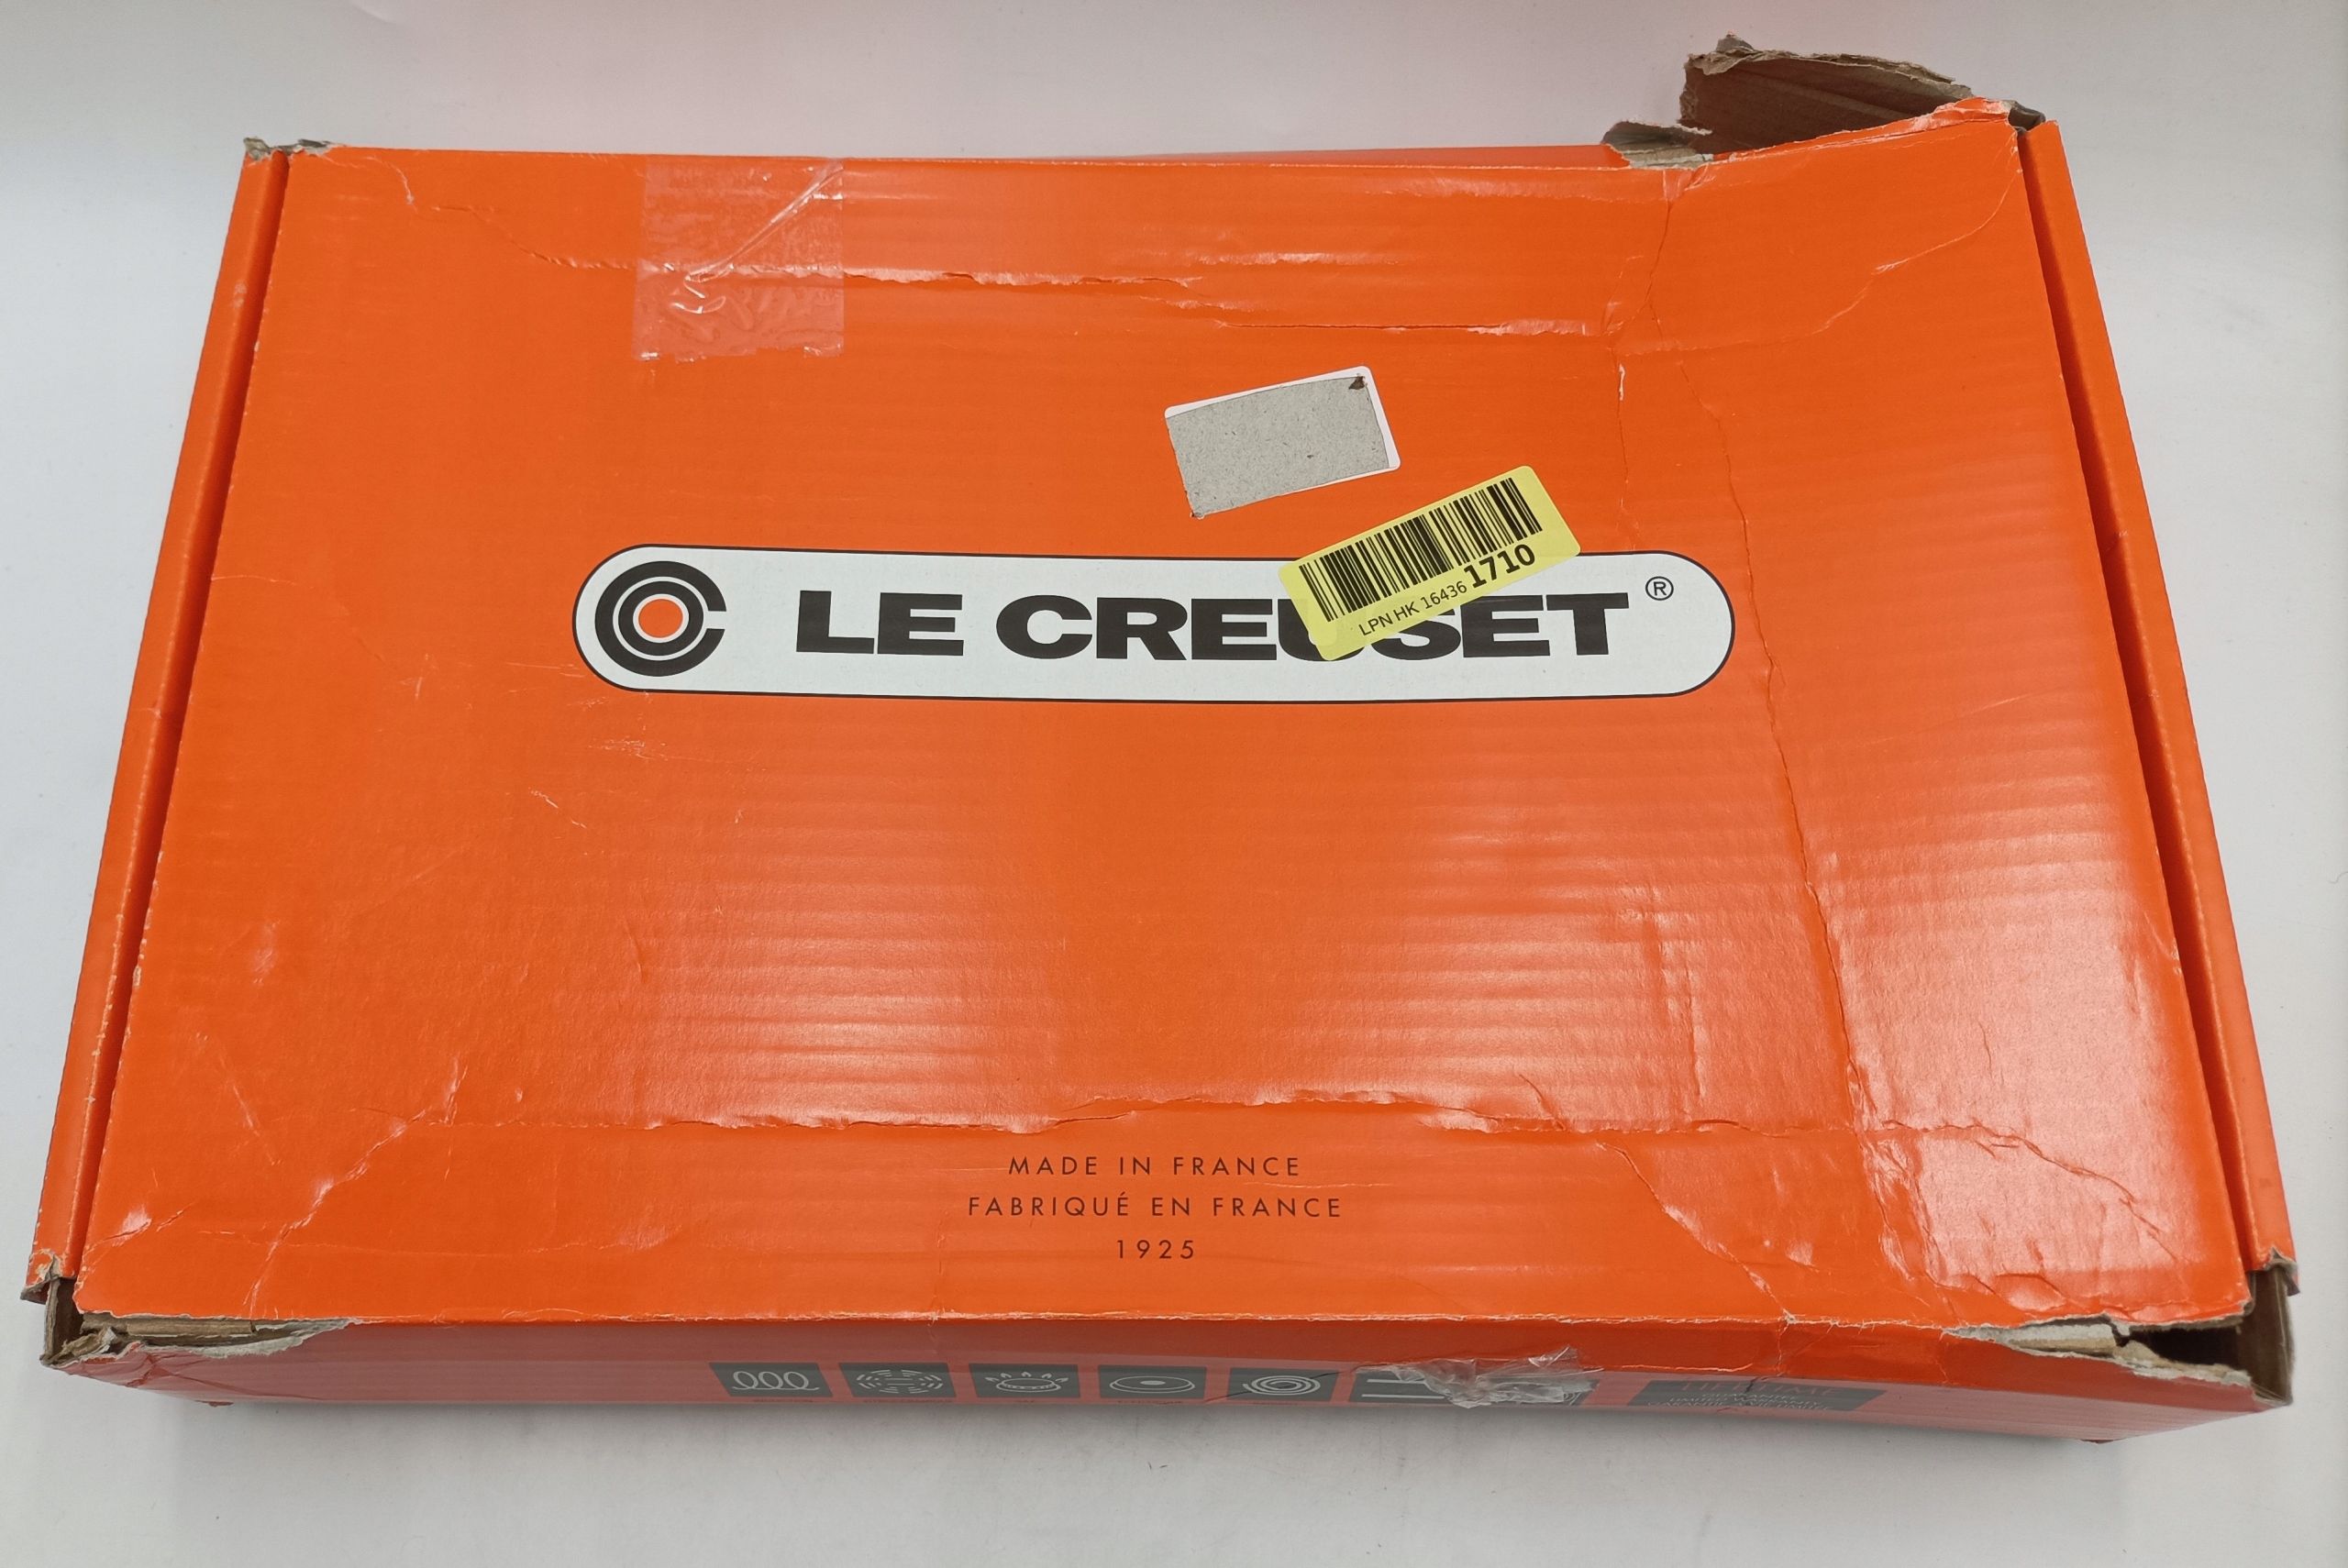 LE CREUSET®
LPN HK 16436 1710
MADE IN FRANCE
FABRIQUÉ EN FRANCE
1925